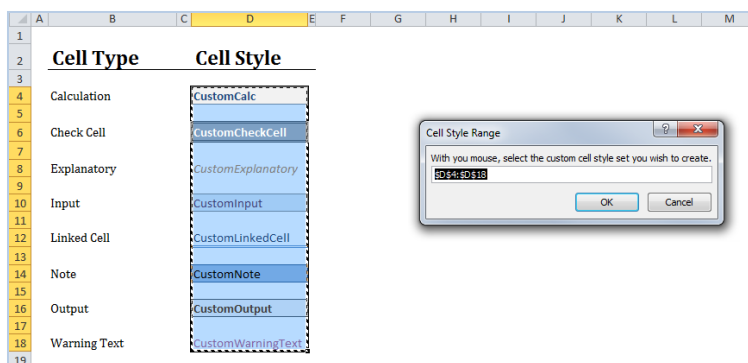 A B C D E F G H I J K L M
1
2 Cell Type Cell Style
3
4 Calculation CustomCalc
5
6 Check Cell CustomCheckCell
7
8 Explanatory CustomExplanatory
9
10 Input CustomInput
11
12 Linked Cell CustomLinkedCell
13
14 Note CustomNote
15
16 Output CustomOutput
17
18 Warning Text CustomWarningText
19
Cell Style Range ? X
With you mouse, select the custom cell style set you wish to create.
$D$4:$D$18
OK Cancel